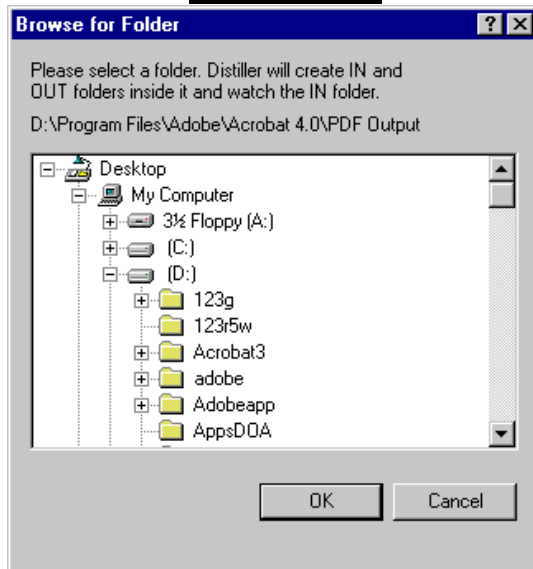 Browse for Folder
Please select a folder. Distiller will create IN and
OUT folders inside it and watch the IN folder.
D:\Program Files\Adobe\Acrobat 4.0\PDF Output
Desktop
My Computer
3½ Floppy (A:)
(C:)
(D:)
123g
123r5w
Acrobat3
adobe
Adobeapp
AppsDOA
OK Cancel